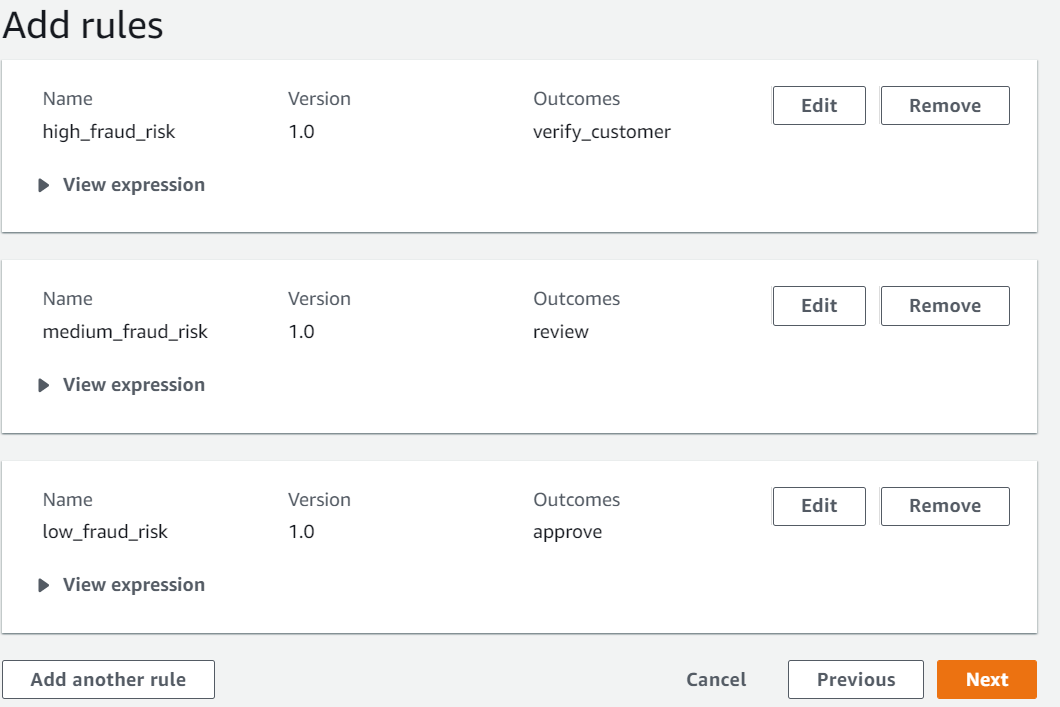 Add rules
Name Version Outcomes Edit Remove
high_fraud_risk 1.0 verify_customer
View expression
Name Version Outcomes Edit Remove
medium_fraud_risk 1.0 review
View expression
Name Version Outcomes Edit Remove
low_fraud_risk 1.0 approve
View expression
Add another rule Cancel Previous Next